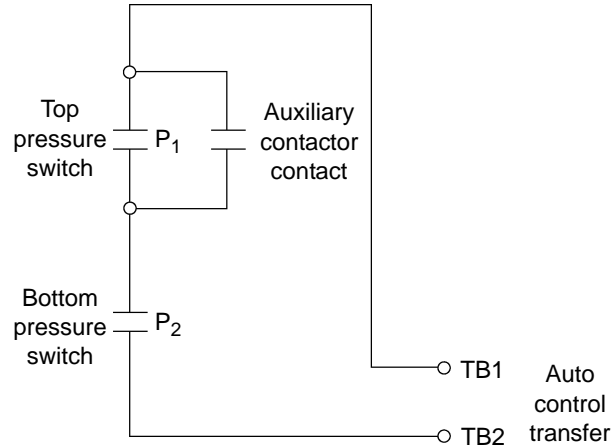 Top
pressure
switch
P1
Auxiliary
contactor
contact
Bottom
pressure
switch
P2
TB1
TB2
Auto
control
transfer